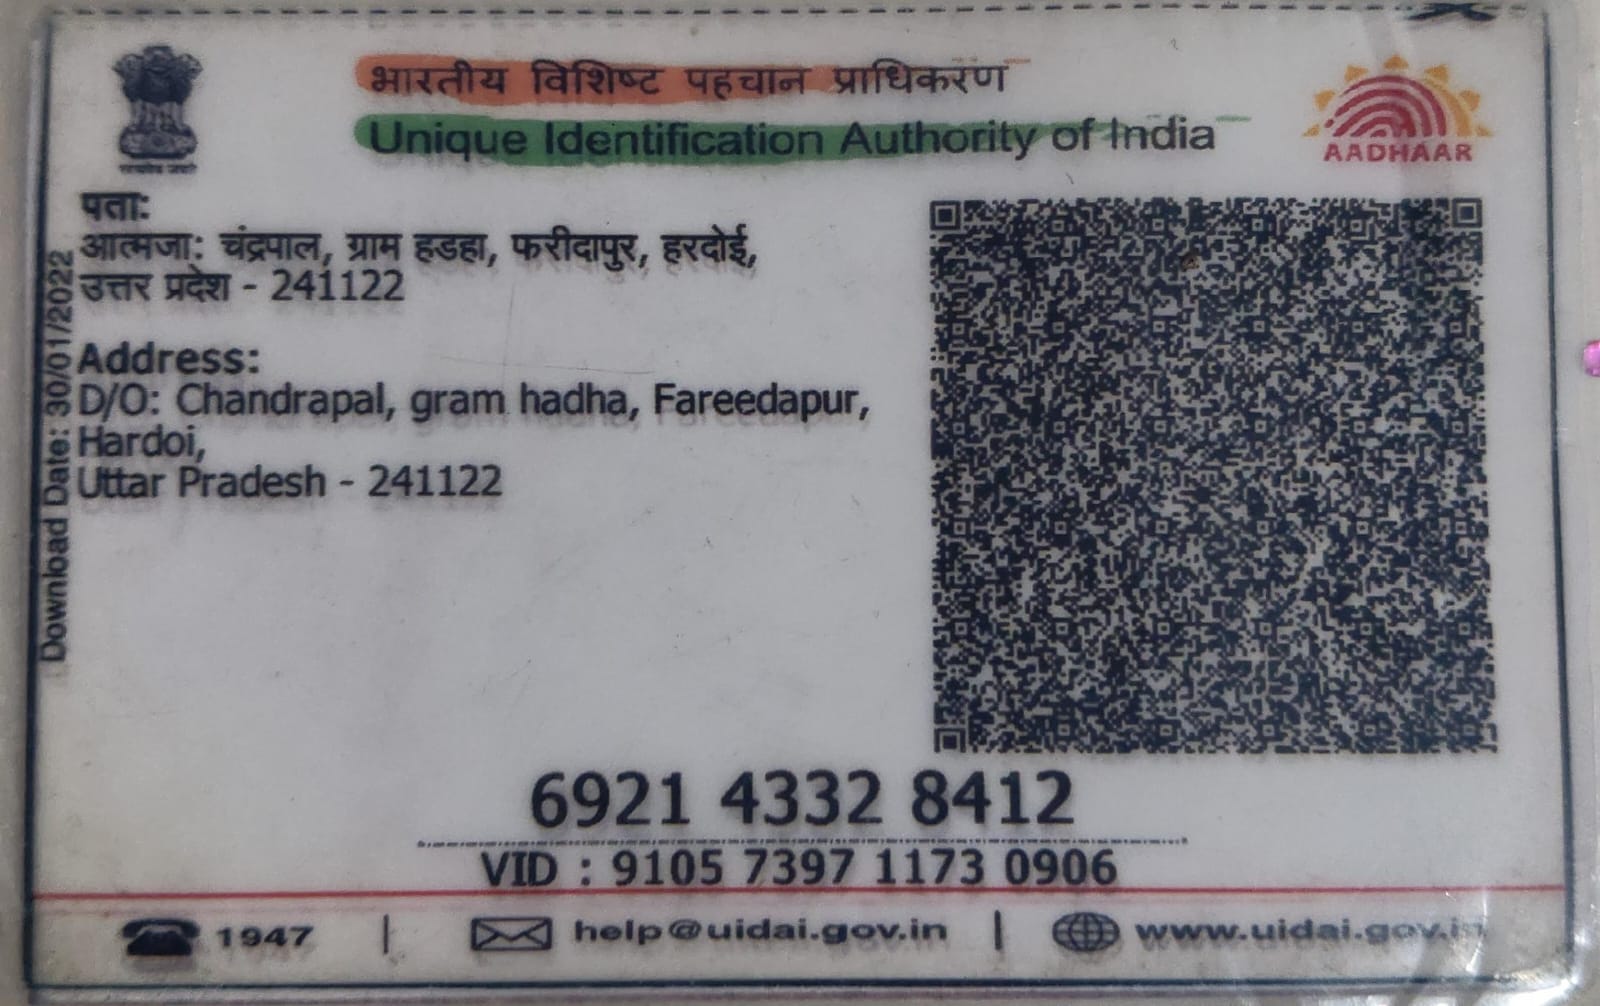 भारतीय विशिष्ट पहचान प्राधिकरण
Unique Identification Authority of India
AADHAAR
पता:
आत्मजा: चंद्रपाल, ग्राम हडहा, फरीदापुर, हरदोई,
उत्तर प्रदेश - 241122
Address:
D/O: Chandrapal, gram hadha, Fareedapur,
Hardoi,
Uttar Pradesh - 241122
Download Date: 30/01/2022
6921 4332 8412
VID : 9105 7397 1173 0906
1947 | help@uidai.gov.in | www.uidai.gov.in